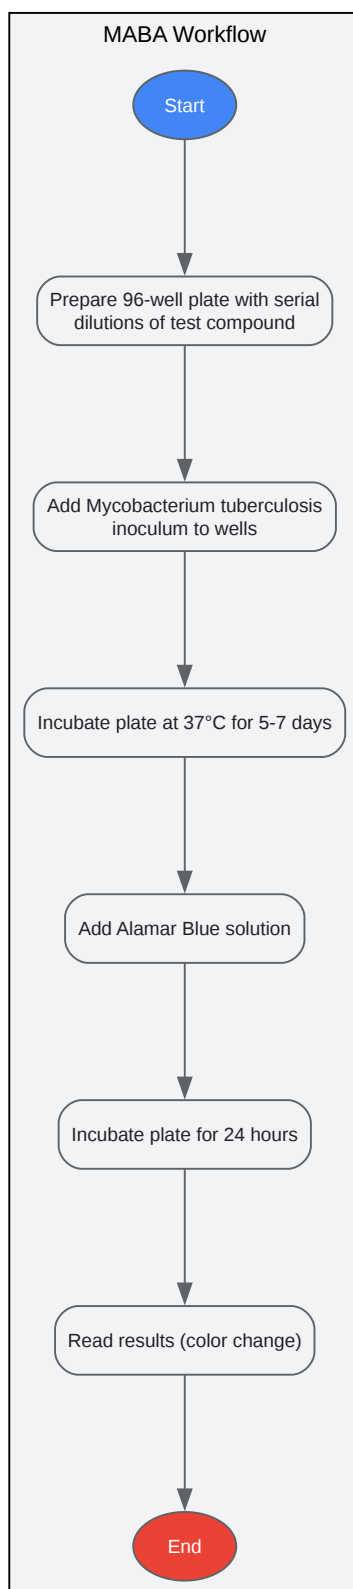 MABA Workflow
Start
Prepare 96-well plate with serial
dilutions of test compound
Add Mycobacterium tuberculosis
inoculum to wells
Incubate plate at 37°C for 5-7 days
Add Alamar Blue solution
Incubate plate for 24 hours
Read results (color change)
End